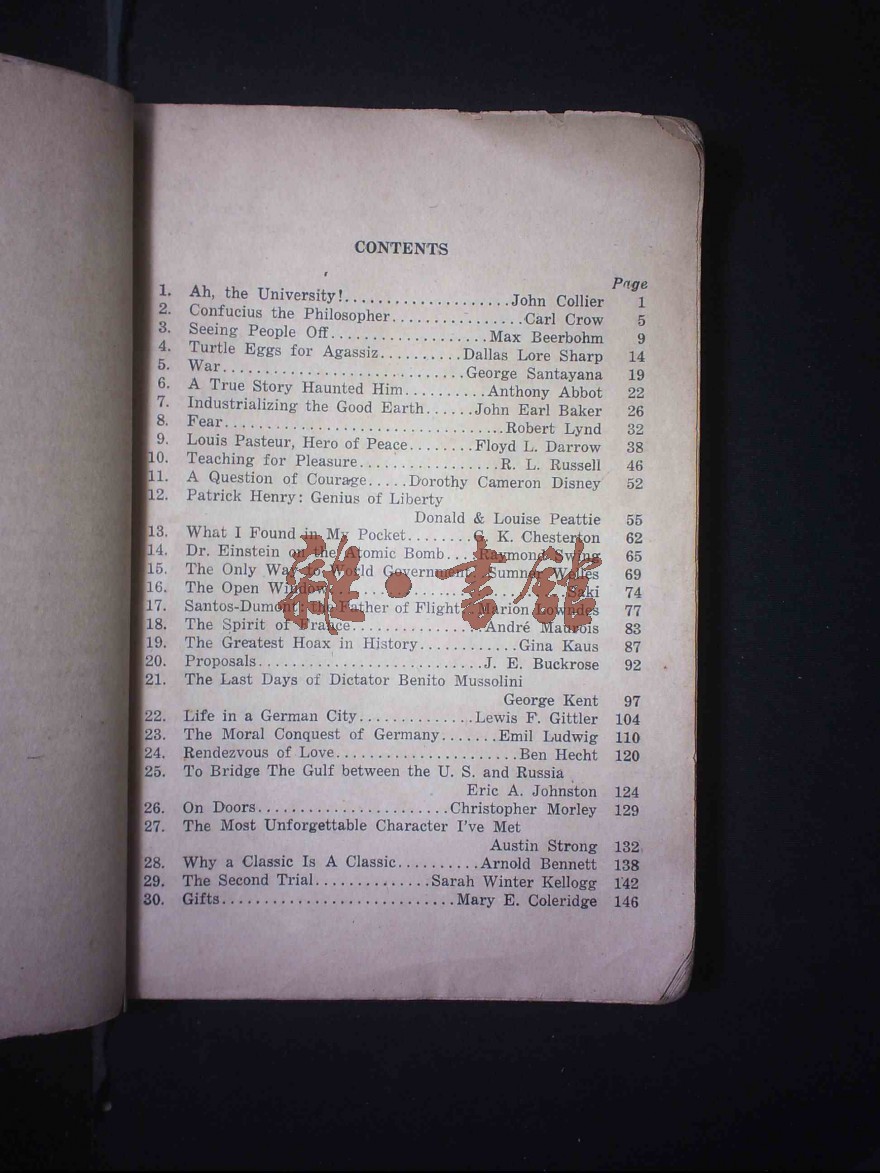 CONTENTS
Page
1. Ah, the University!....................John Collier 1
2. Confucius the Philosopher................Carl Crow 5
3. Seeing People Off...................Max Beerbohm 9
4. Turtle Eggs for Agassiz..........Dallas Lore Sharp 14
5. War.............................George Santayana 19
6. A True Story Haunted Him..........Anthony Abbot 22
7. Industrializing the Good Earth......John Earl Baker 26
8. Fear..................................Robert Lynd 32
9. Louis Pasteur, Hero of Peace........Floyd L. Darrow 38
10. Teaching for Pleasure.................R. L. Russell 46
11. A Question of Courage.....Dorothy Cameron Disney 52
12. Patrick Henry: Genius of Liberty
Donald & Louise Peattie 55
13. What I Found in My Pocket........G. K. Chesterton 62
14. Dr. Einstein on the Atomic Bomb....Raymond Swing 65
15. The Only Way to World Government..Sumner Welles 69
16. The Open Window.............................Saki 74
17. Santos-Dumont: the Father of Flight..Marion Lowndes 77
18. The Spirit of France................André Maurois 83
19. The Greatest Hoax in History............Gina Kaus 87
20. Proposals...........................J. E. Buckrose 92
21. The Last Days of Dictator Benito Mussolini
George Kent 97
22. Life in a German City..............Lewis F. Gittler 104
23. The Moral Conquest of Germany.......Emil Ludwig 110
24. Rendezvous of Love......................Ben Hecht 120
25. To Bridge The Gulf between the U. S. and Russia
Eric A. Johnston 124
26. On Doors.......................Christopher Morley 129
27. The Most Unforgettable Character I've Met
Austin Strong 132
28. Why a Classic Is A Classic..........Arnold Bennett 138
29. The Second Trial..............Sarah Winter Kellogg 142
30. Gifts............................Mary E. Coleridge 146
雜·書館